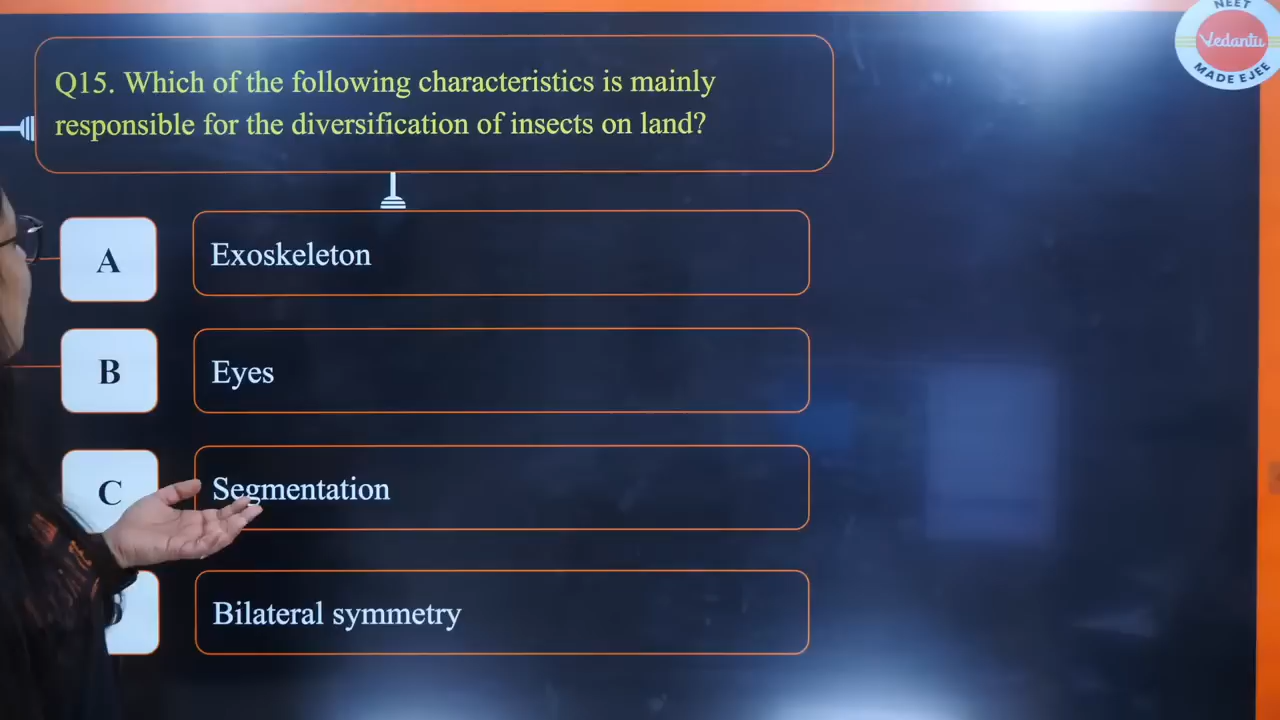 NEET
Vedantu
MADE EJEE
Q15. Which of the following characteristics is mainly
responsible for the diversification of insects on land?
A
Exoskeleton
B
Eyes
C
Segmentation
Bilateral symmetry